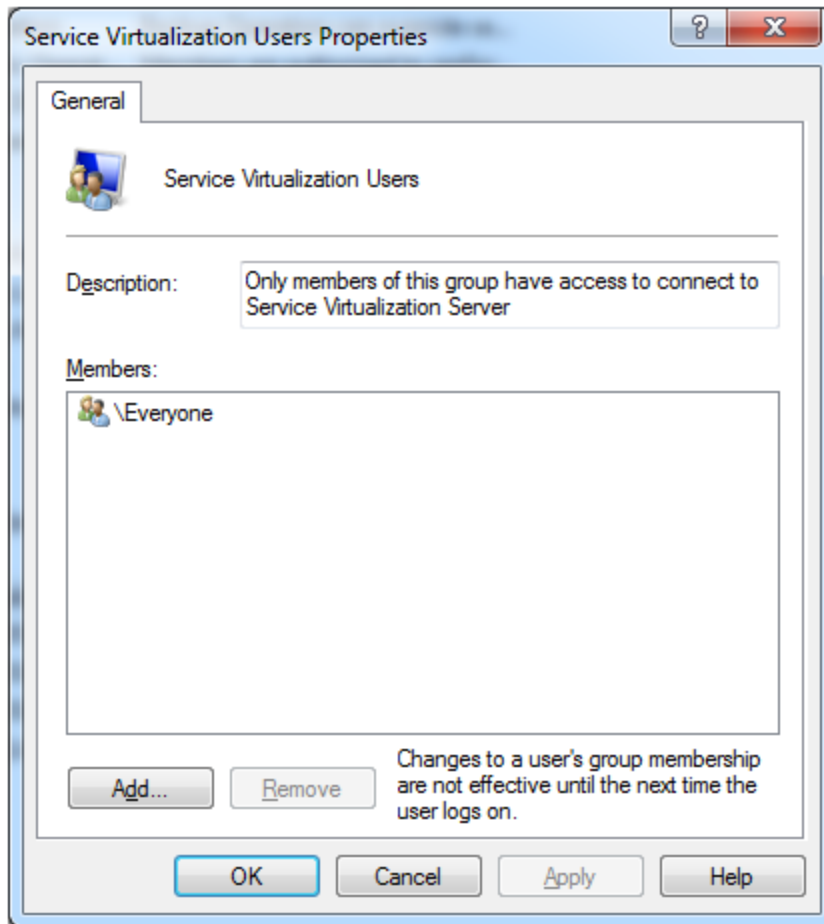 Service Virtualization Users Properties
General
Service Virtualization Users
Description:
Only members of this group have access to connect to
Service Virtualization Server
Members:
\Everyone
Add...
Remove
Changes to a user's group membership
are not effective until the next time the
user logs on.
OK
Cancel
Apply
Help